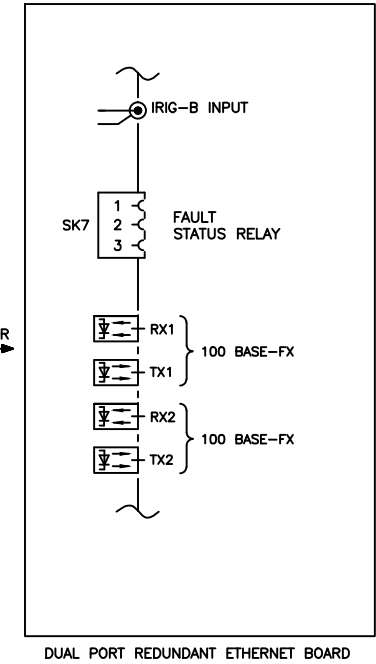 IRIG-B INPUT
1
SK7 2
3
FAULT
STATUS RELAY
R
RX1
100 BASE-FX
TX1
RX2
100 BASE-FX
TX2
DUAL PORT REDUNDANT ETHERNET BOARD